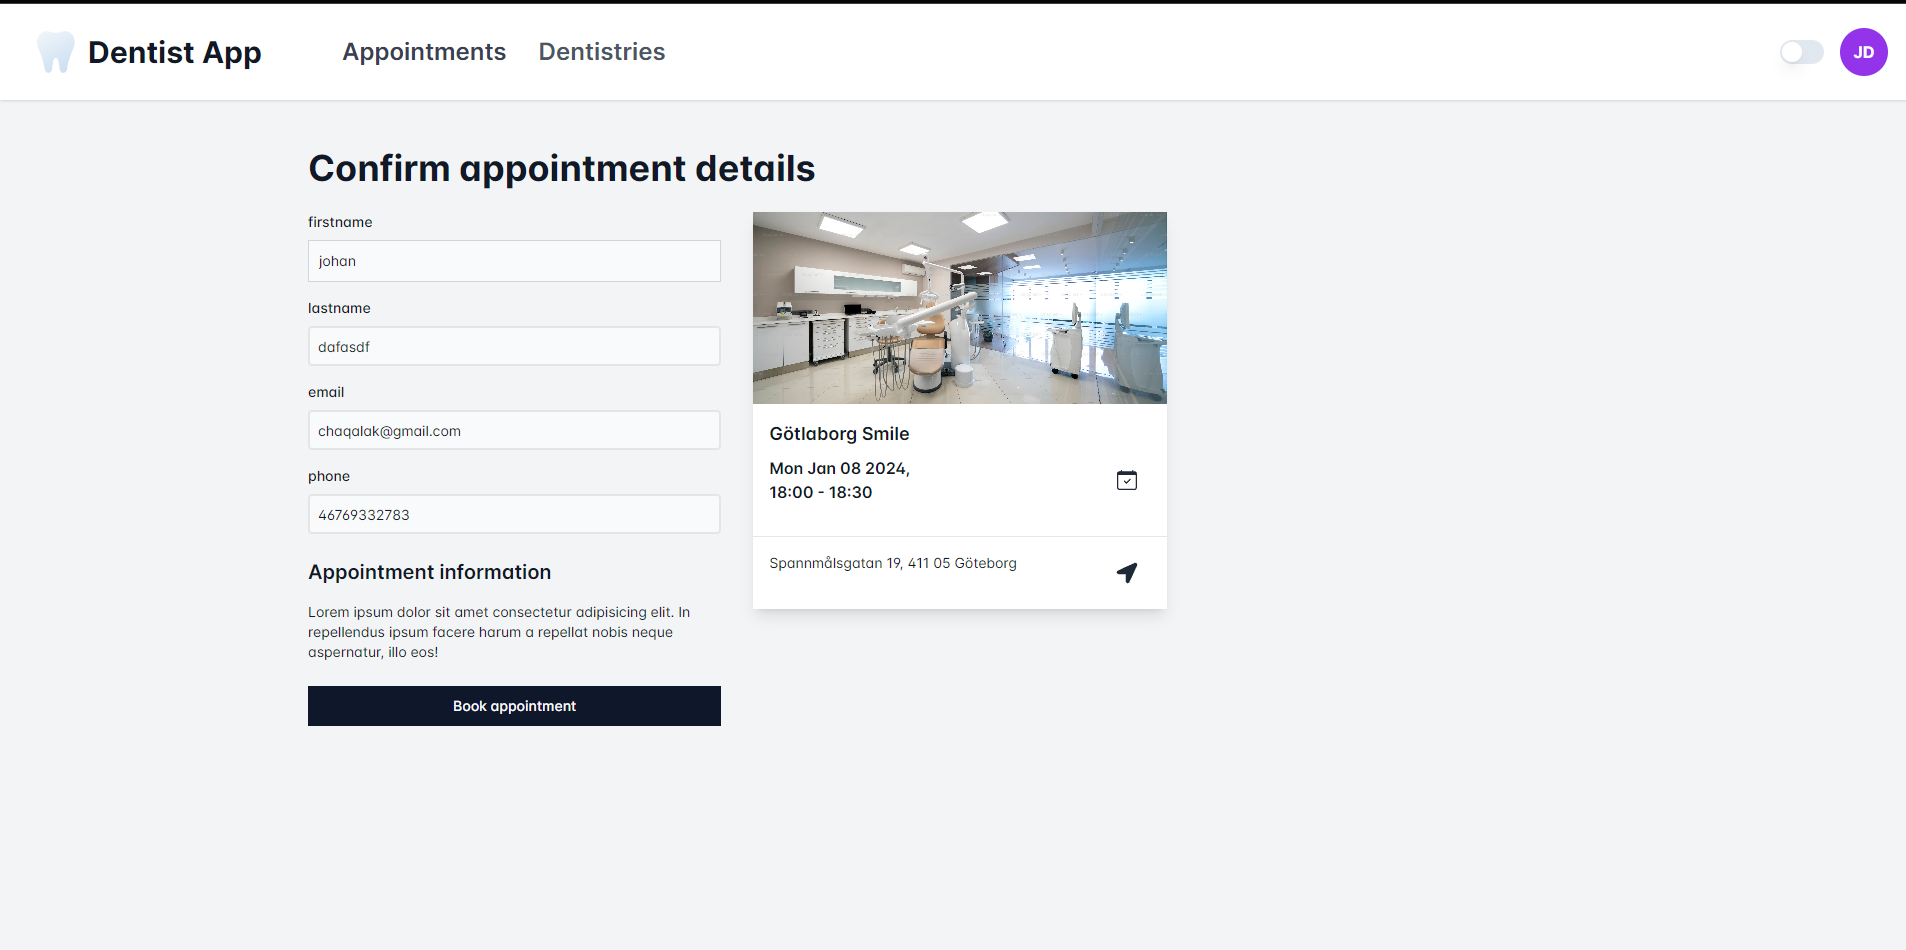 Dentist App
Appointments
Dentistries
JD
Confirm appointment details
firstname
johan
lastname
dafasdf
email
chaqalak@gmail.com
phone
46769332783
Appointment information
Lorem ipsum dolor sit amet consectetur adipisicing elit. In
repellendus ipsum facere harum a repellat nobis neque
aspernatur, illo eos!
Book appointment
Götlaborg Smile
Mon Jan 08 2024,
18:00 - 18:30
Spannmålsgatan 19, 411 05 Göteborg